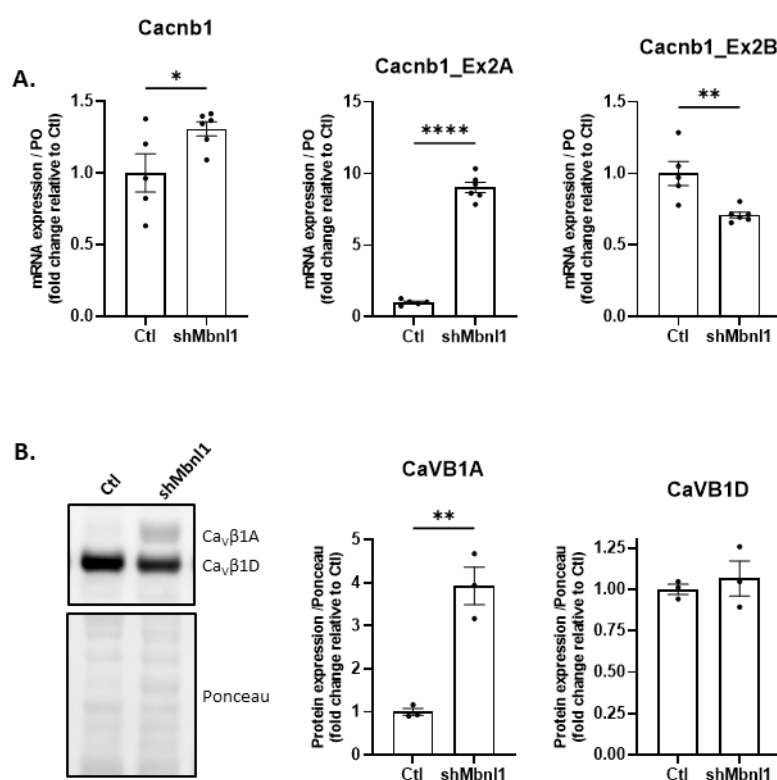 A.
Cacnb1
*
mRNA expression / PO
(fold change relative to Ctl)
1.5
1.0
0.5
0.0
Ctl
shMbnl1
Cacnb1_Ex2A
****
mRNA expression / PO
(fold change relative to Ctl)
15
10
5
0
Ctl
shMbnl1
Cacnb1_Ex2B
**
mRNA expression / PO
(fold change relative to Ctl)
1.5
1.0
0.5
0.0
Ctl
shMbnl1
B.
Ctl
shMbnl1
CaVβ1A
CaVβ1D
Ponceau
CaVB1A
**
Protein expression /Ponceau
(fold change relative to Ctl)
5
4
3
2
1
0
Ctl
shMbnl1
CaVB1D
Protein expression /Ponceau
(fold change relative to Ctl)
1.25
1.00
0.75
0.50
0.25
0.00
Ctl
shMbnl1